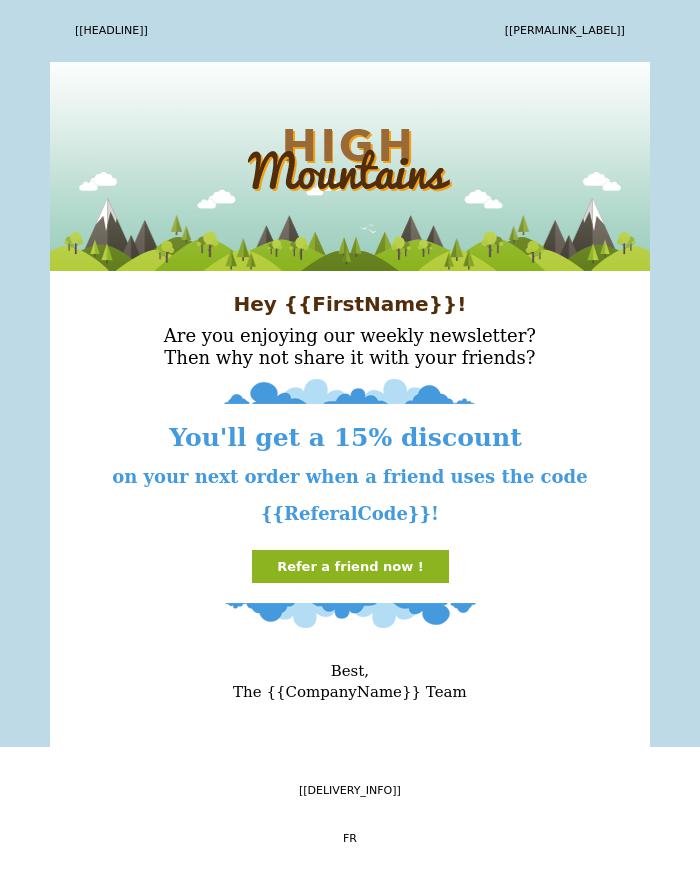 [[HEADLINE]]
[[PERMALINK_LABEL]]
HIGH
Mountains
Hey {{FirstName}}!
Are you enjoying our weekly newsletter?
Then why not share it with your friends?
You'll get a 15% discount
on your next order when a friend uses the code
{{ReferalCode}}!
Refer a friend now !
Best,
The {{CompanyName}} Team
[[DELIVERY_INFO]]
FR